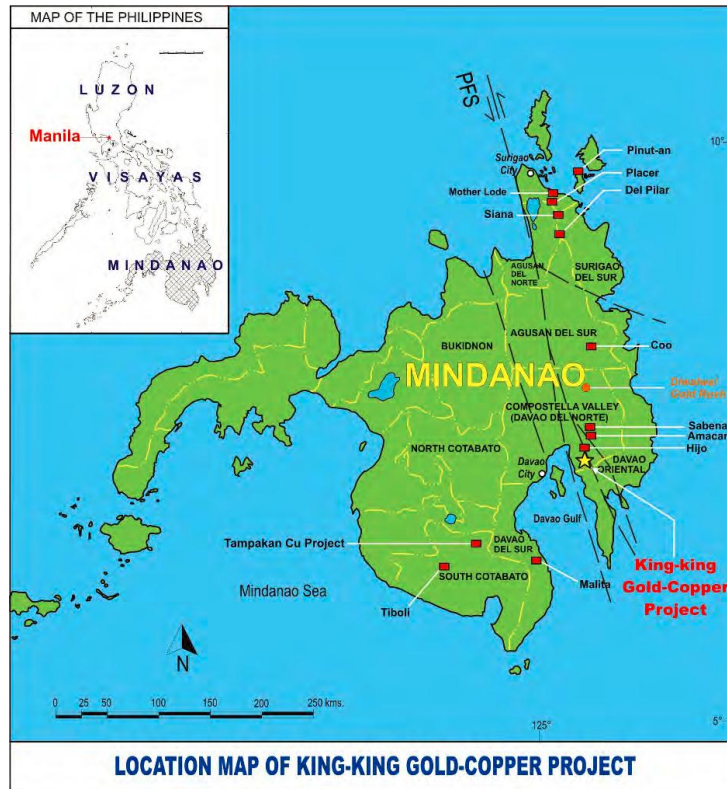 MAP OF THE PHILIPPINES
LUZON
Manila
VISAYAS
MINDANAO
PFS
10°
Surigao
City
Pinut-an
Placer
Mother Lode
Del Pilar
Siana
AGUSAN
DEL
NORTE
SURIGAO
DEL SUR
AGUSAN DEL SUR
BUKIDNON
Coo
MINDANAO
Diwalwal
Gold Rush
COMPOSTELLA VALLEY
(DAVAO DEL NORTE)
Sabena
Amacan
Hijo
NORTH COTABATO
DAVAO
ORIENTAL
Davao
City
Davao Gulf
Tampakan Cu Project
DAVAO
DEL SUR
SOUTH COTABATO
King-king
Gold-Copper
Project
Malita
Tiboli
Mindanao Sea
N
0 25 50 100 150 200 250 kms.
125°
5°
LOCATION MAP OF KING-KING GOLD-COPPER PROJECT